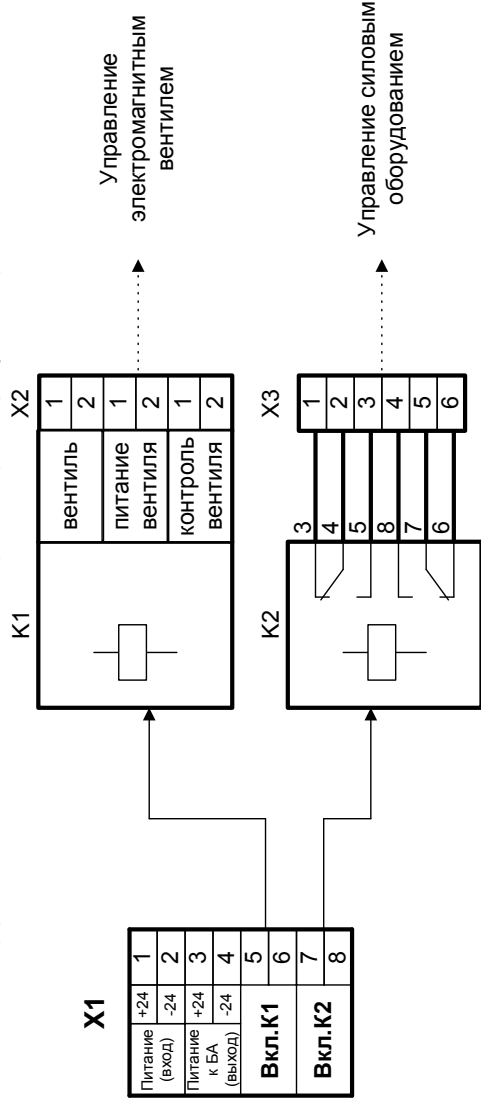 X1
Питание
(вход)
+24 1
-24 2
Питание
к БА
(выход)
+24 3
-24 4
Вкл.К1
5
6
Вкл.К2
7
8
К1
X2
вентиль
1
2
питание
вентиля
1
2
контроль
вентиля
1
2
Управление
электромагнитным
вентилем
К2
3
4
5
8
7
6
X3
1
2
3
4
5
6
Управление силовым
оборудованием